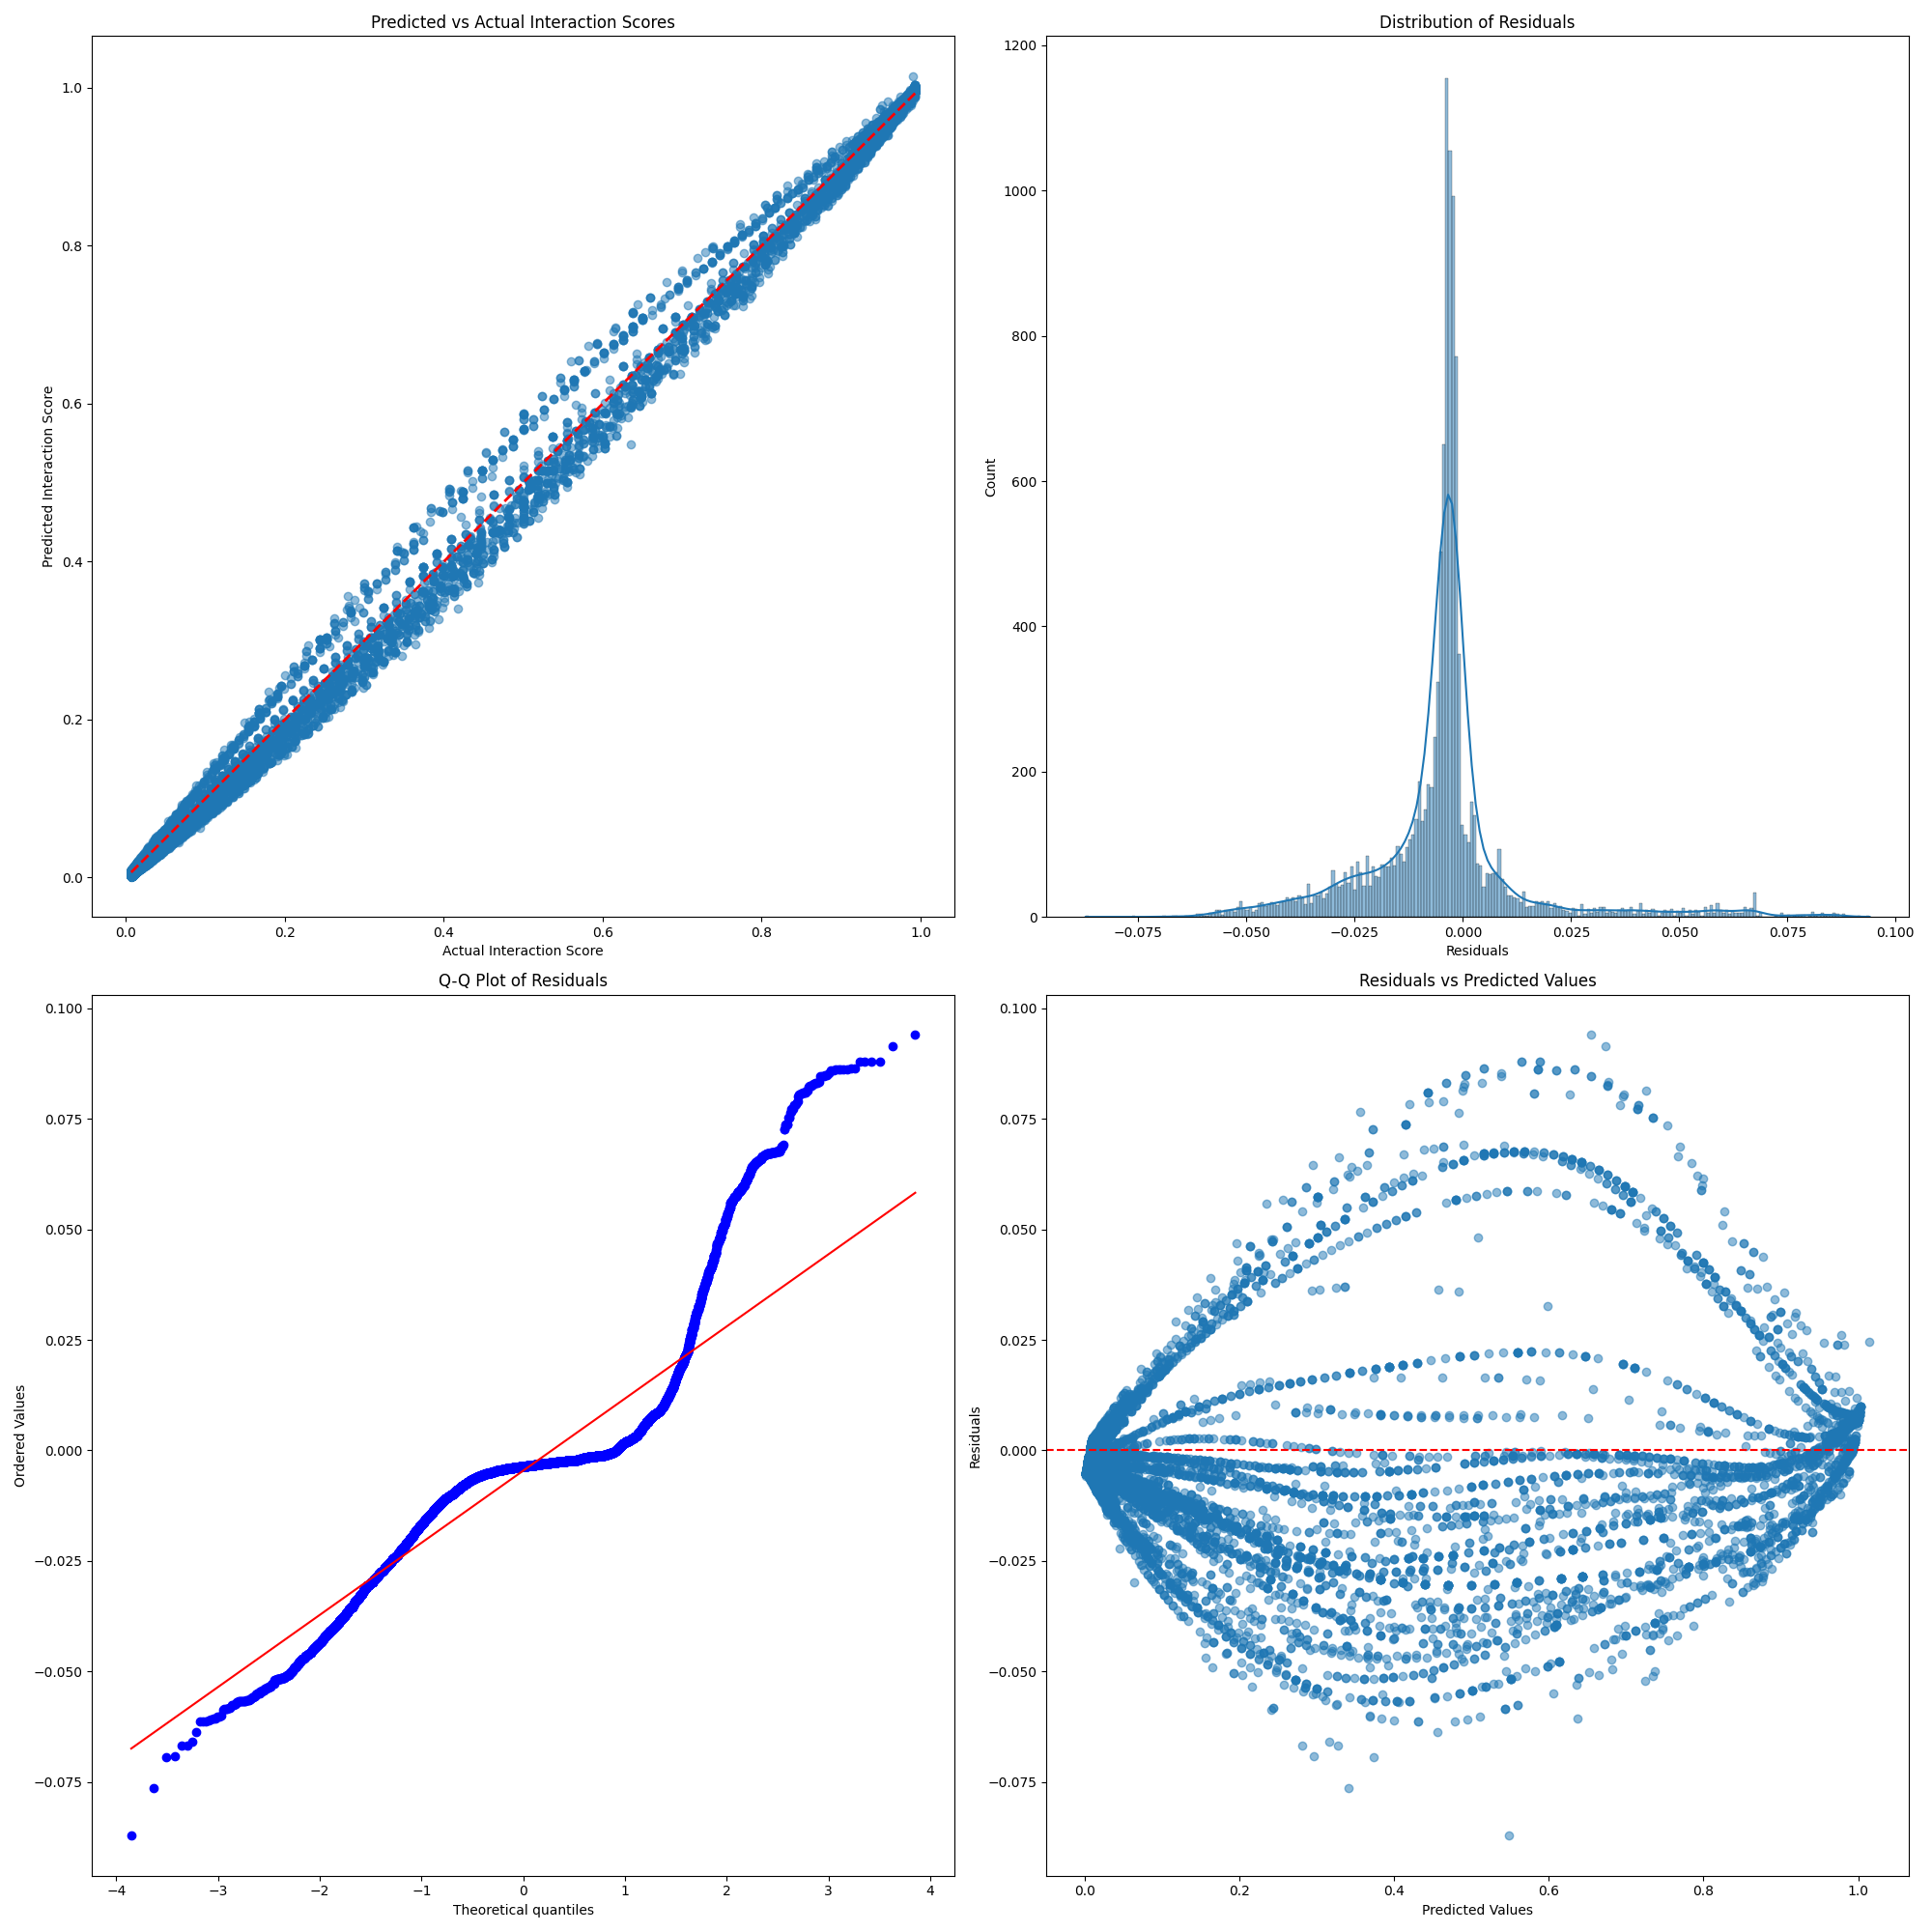 Predicted vs Actual Interaction Scores
Predicted Interaction Score
1.0
0.8
0.6
0.4
0.2
0.0
0.0 0.2 0.4 0.6 0.8 1.0
Actual Interaction Score
Distribution of Residuals
Count
1200
1000
800
600
400
200
0
−0.075 −0.050 −0.025 0.000 0.025 0.050 0.075 0.100
Residuals
Q-Q Plot of Residuals
Ordered Values
0.100
0.075
0.050
0.025
0.000
−0.025
−0.050
−0.075
−4 −3 −2 −1 0 1 2 3 4
Theoretical quantiles
Residuals vs Predicted Values
Residuals
0.100
0.075
0.050
0.025
0.000
−0.025
−0.050
−0.075
0.0 0.2 0.4 0.6 0.8 1.0
Predicted Values